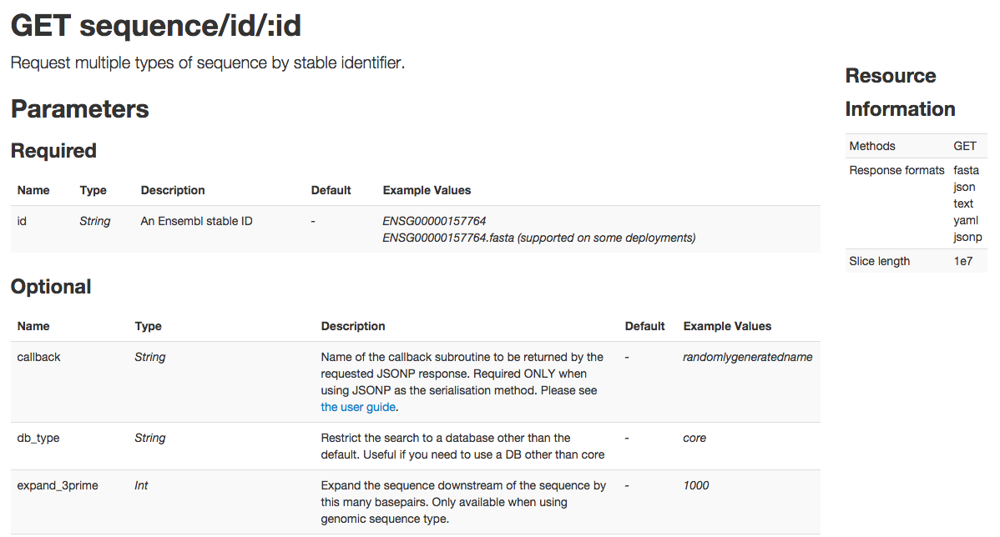 GET sequence/id/:id
Request multiple types of sequence by stable identifier.
Parameters
Required
Name Type Description Default Example Values
id String An Ensembl stable ID - ENSG00000157764
ENSG00000157764.fasta (supported on some deployments)
Optional
Name Type Description Default Example Values
callback String Name of the callback subroutine to be returned by the - randomlygeneratedname
requested JSONP response. Required ONLY when
using JSONP as the serialisation method. Please see
the user guide.
db_type String Restrict the search to a database other than the - core
default. Useful if you need to use a DB other than core
expand_3prime Int Expand the sequence downstream of the sequence by - 1000
this many basepairs. Only available when using
genomic sequence type.
Resource
Information
Methods GET
Response formats fasta
json
text
yaml
jsonp
Slice length 1e7